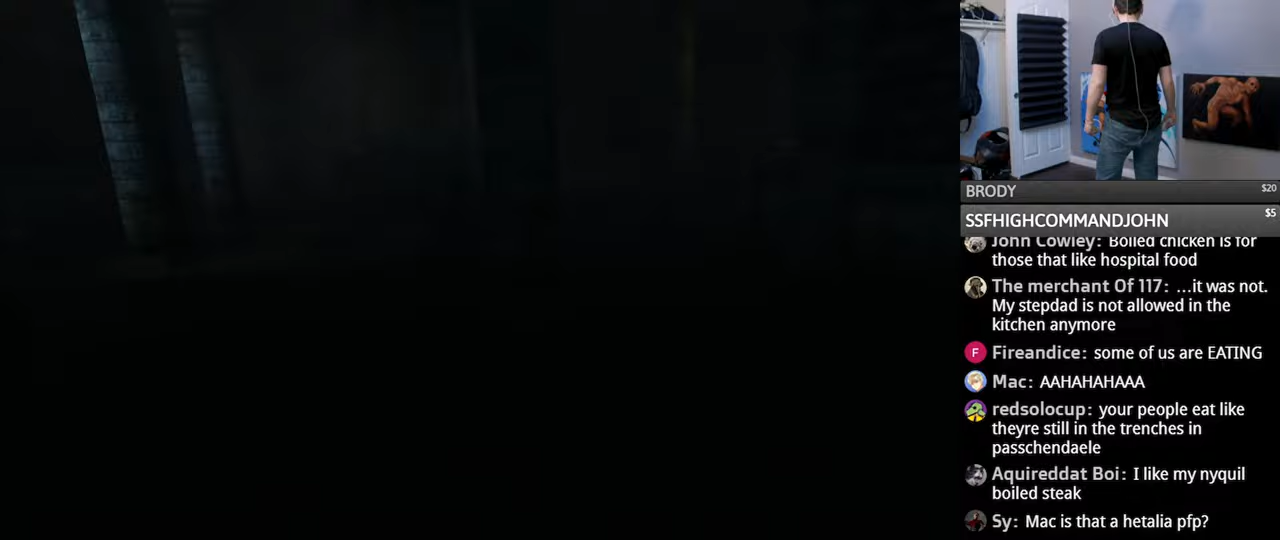 BRODY $20
SSFHIGHCOMMANDJOHN $5
John Cowley: Boiled chicken is for
those that like hospital food
The merchant Of 117: ...it was not.
My stepdad is not allowed in the
kitchen anymore
F Fireandice: some of us are EATING
Mac: AAHAHAHAAA
redsolocup: your people eat like
theyre still in the trenches in
passchendaele
Aquireddat Boi: I like my nyquil
boiled steak
Sy: Mac is that a hetalia pfp?